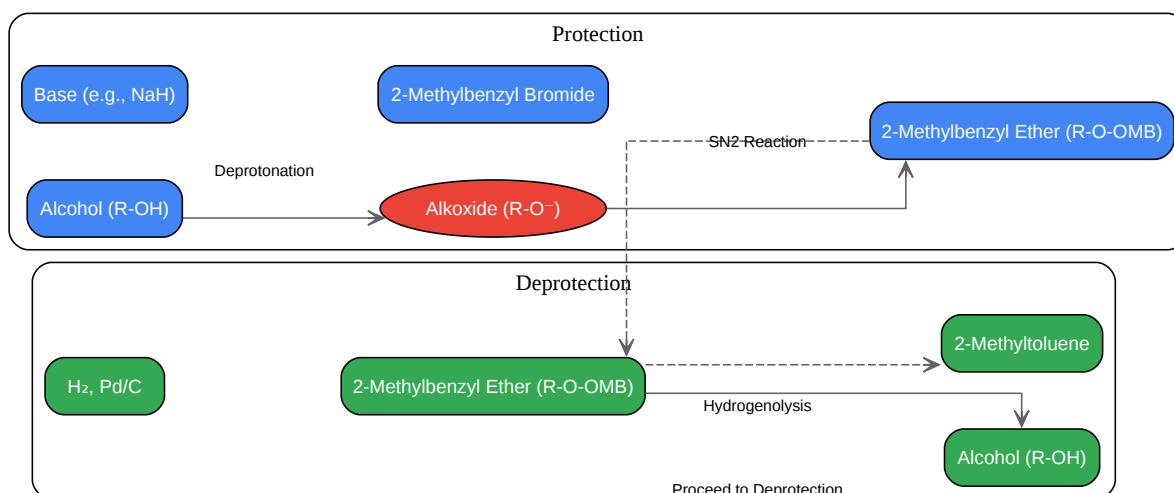 Protection
Base (e.g., NaH)
2-Methylbenzyl Bromide
2-Methylbenzyl Ether (R-O-OMB)
SN2 Reaction
Deprotonation
Alcohol (R-OH)
Alkoxide (R-O⁻)
Deprotection
2-Methyltoluene
H₂, Pd/C
2-Methylbenzyl Ether (R-O-OMB)
Hydrogenolysis
Alcohol (R-OH)
Proceed to Deprotection